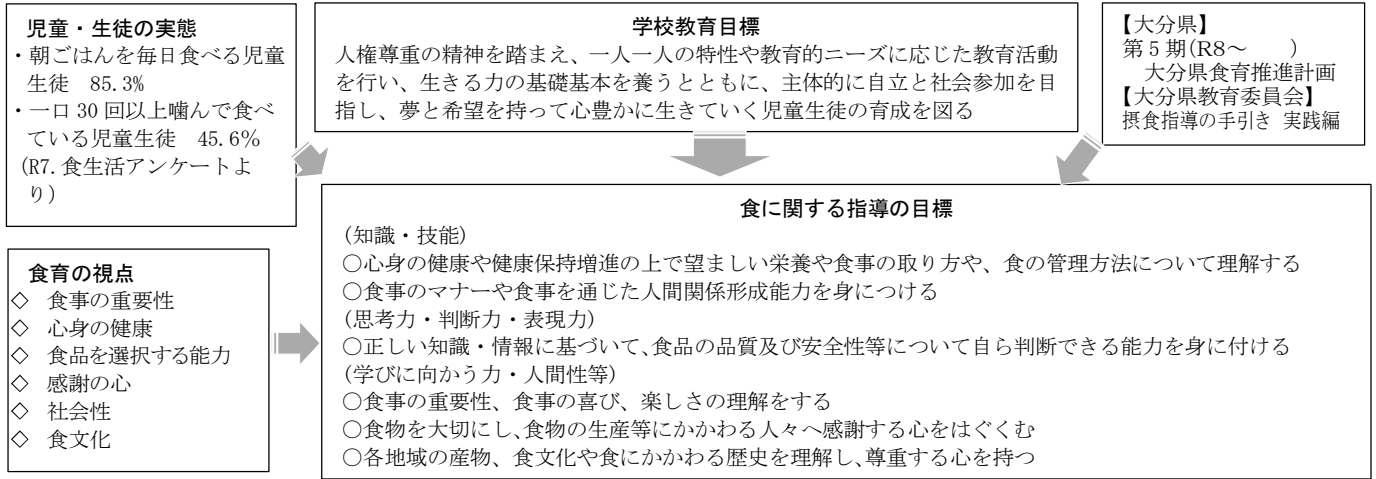 児童・生徒の実態
・朝ごはんを毎日食べる児童
生徒　85.3%
・一口 30 回以上噛んで食べ
ている児童生徒　45.6％
(R7.食生活アンケートよ
り)
学校教育目標
人権尊重の精神を踏まえ、一人一人の特性や教育的ニーズに応じた教育活動
を行い、生きる力の基礎基本を養うとともに、主体的に自立と社会参加を目
指し、夢と希望を持って心豊かに生きていく児童生徒の育成を図る
【大分県】
第５期(R8～　　)
大分県食育推進計画
【大分県教育委員会】
摂食指導の手引き 実践編
食育の視点
◇　食事の重要性
◇　心身の健康
◇　食品を選択する能力
◇　感謝の心
◇　社会性
◇　食文化
食に関する指導の目標
(知識・技能)
〇心身の健康や健康保持増進の上で望ましい栄養や食事の取り方や、食の管理方法について理解する
〇食事のマナーや食事を通じた人間関係形成能力を身につける
(思考力・判断力・表現力)
〇正しい知識・情報に基づいて、食品の品質及び安全性等について自ら判断できる能力を身に付ける
(学びに向かう力・人間性等)
〇食事の重要性、食事の喜び、楽しさの理解をする
〇食物を大切にし、食物の生産等にかかわる人々へ感謝する心をはぐくむ
〇各地域の産物、食文化や食にかかわる歴史を理解し、尊重する心を持つ